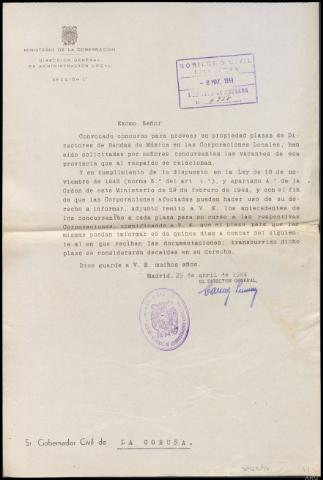 MINISTERIO DE LA GOBERNACION
DIRECCION GENERAL
DE ADMINISTRACION LOCAL
SECCION 1ª
GOBIERNO CIVIL
- 8 MAY. 1944
Excmo Señor:
Convocado concurso para proveer en propiedad plazas de Di-
rectores de Bandas de Música en las Corporaciones Locales, han
sido solicitadas por señores concursantes las vacantes de esa
provincia que al respaldo se relacionan.
Y en cumplimiento de lo dispuesto en la Ley de 10 de no-
viembre de 1942 (norma 5.ª del art 4.º), y apartado 4.º de la
Orden de este Ministerio de 29 de febrero de 1944, y con el fin
de que las Corporaciones afectadas puedan hacer uso de su de-
recho a informar, adjunto remito a V. E. los antecedentes de
los concursantes a cada plaza para su curso a las respectivas
Corporaciones, significando a V. E. que el plazo para que las
mismas puedan informar es de quince días a contar del siguien-
te al en que reciban las documentaciones; transcurrido dicho
plazo se considerarán decaídas en su derecho.
Dios guarde a V. E. muchos años.
Madrid, 29 de abril de 1944
EL DIRECTOR GENERAL,
Sr Gobernador Civil de LA CORUÑA.